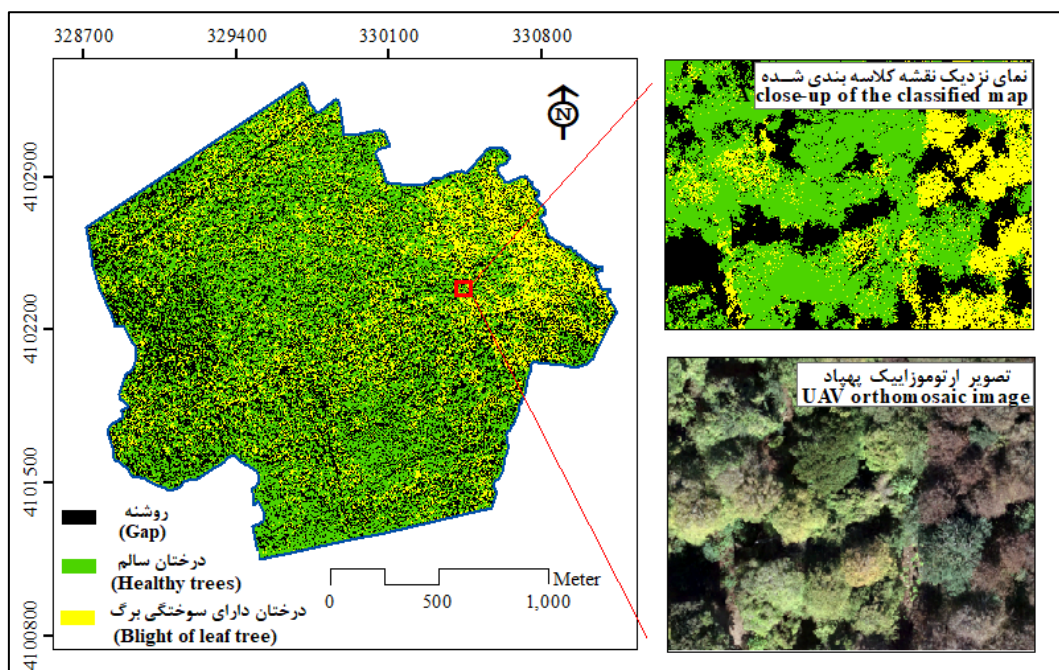 328700 329400 330100 330800
4102900
4102200
4101500
4100800
N
روشنه
(Gap)
درختان سالم
(Healthy trees)
درختان دارای سوختگی برگ
(Blight of leaf tree)
Meter
0 500 1,000
نمای نزدیک نقشه کلاسه بندی شده
A close-up of the classified map
تصویر ارتوموزاییک پهپاد
UAV orthomosaic image